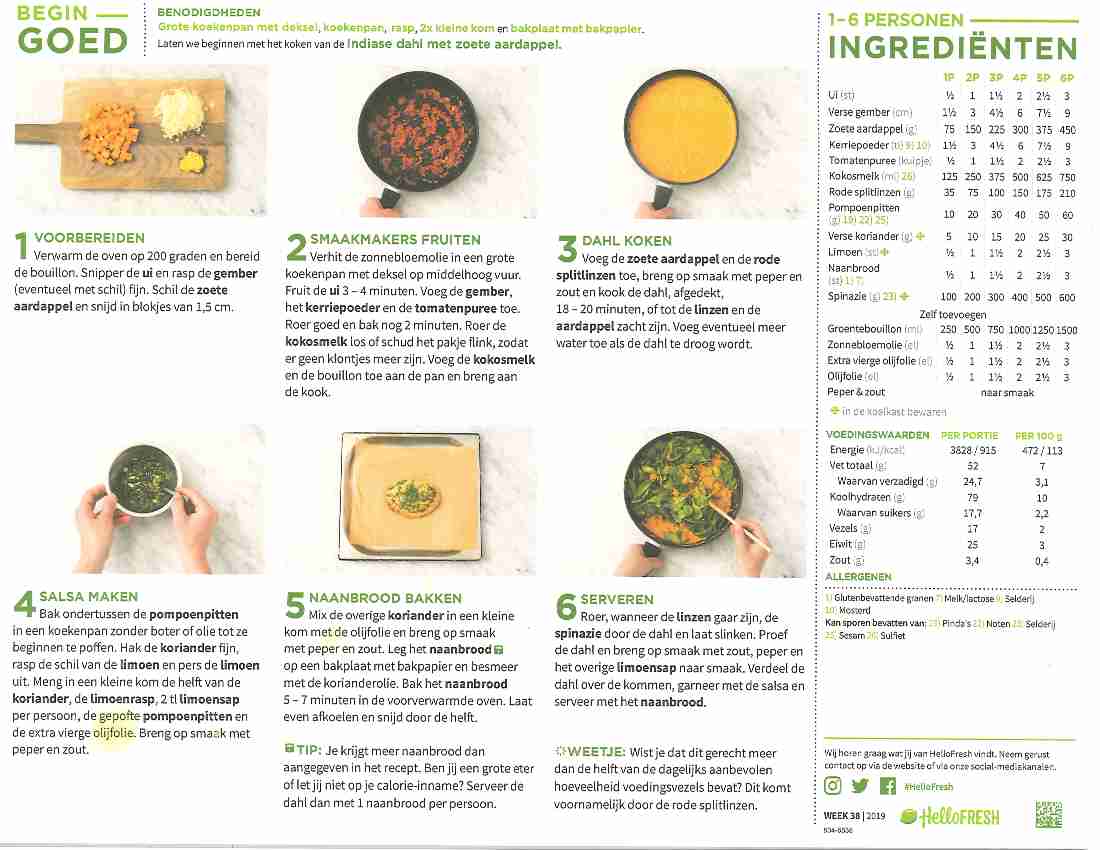 BEGIN
GOED
BENODIGDHEDEN
Grote koekenpan met deksel, koekenpan, rasp, 2x kleine kom en bakplaat met bakpapier.
Laten we beginnen met het koken van de Indiase dahl met zoete aardappel.
1 VOORBEREIDEN
Verwarm de oven op 200 graden en bereid
de bouillon. Snipper de ui en rasp de gember
(eventueel met schil) fijn. Schil de zoete
aardappel en snijd in blokjes van 1,5 cm.
2 SMAAKMAKERS FRUITEN
Verhit de zonnebloemolie in een grote
koekenpan met deksel op middelhoog vuur.
Fruit de ui 3 – 4 minuten. Voeg de gember,
het kerriepoeder en de tomatenpuree toe.
Roer goed en bak nog 2 minuten. Roer de
kokosmelk los of schud het pakje flink, zodat
er geen klontjes meer zijn. Voeg de kokosmelk
en de bouillon toe aan de pan en breng aan
de kook.
3 DAHL KOKEN
Voeg de zoete aardappel en de rode
splitlinzen toe, breng op smaak met peper en
zout en kook de dahl, afgedekt,
18 – 20 minuten, of tot de linzen en de
aardappel zacht zijn. Voeg eventueel meer
water toe als de dahl te droog wordt.
4 SALSA MAKEN
Bak ondertussen de pompoenpitten
in een koekenpan zonder boter of olie tot ze
beginnen te poffen. Hak de koriander fijn,
rasp de schil van de limoen en pers de limoen
uit. Meng in een kleine kom de helft van de
koriander, de limoenrasp, 2 tl limoensap
per persoon, de gepofte pompoenpitten en
de extra vierge olijfolie. Breng op smaak met
peper en zout.
5 NAANBROOD BAKKEN
Mix de overige koriander in een kleine
kom met de olijfolie en breng op smaak
met peper en zout. Leg het naanbrood
op een bakplaat met bakpapier en besmeer
met de korianderolie. Bak het naanbrood
5 – 7 minuten in de voorverwarmde oven. Laat
even afkoelen en snijd door de helft.
TIP: Je krijgt meer naanbrood dan
aangegeven in het recept. Ben jij een grote eter
of let jij niet op je calorie-inname? Serveer de
dahl dan met 1 naanbrood per persoon.
6 SERVEREN
Roer, wanneer de linzen gaar zijn, de
spinazie door de dahl en laat slinken. Proef
de dahl en breng op smaak met zout, peper en
het overige limoensap naar smaak. Verdeel de
dahl over de kommen, garneer met de salsa en
serveer met het naanbrood.
WEETJE: Wist je dat dit gerecht meer
dan de helft van de dagelijks aanbevolen
hoeveelheid voedingsvezels bevat? Dit komt
voornamelijk door de rode splitlinzen.
1 – 6 PERSONEN
INGREDIËNTEN
1P 2P 3P 4P 5P 6P
Ui (st) ½ 1 1½ 2 2½ 3
Verse gember (cm) 1½ 3 4½ 6 7½ 9
Zoete aardappel (g) 75 150 225 300 375 450
Kerriepoeder (tl) 9) 10) 1½ 3 4½ 6 7½ 9
Tomatenpuree (kuipje) ½ 1 1½ 2 2½ 3
Kokosmelk (ml) 26) 125 250 375 500 625 750
Rode splitlinzen (g) 35 75 100 150 175 210
Pompoenpitten
(g) 19) 22) 25) 10 20 30 40 50 60
Verse koriander (g) 5 10 15 20 25 30
Limoen (st) ½ 1 1½ 2 2½ 3
Naanbrood
(st) 1) 7) ½ 1 1½ 2 2½ 3
Spinazie (g) 23) 100 200 300 400 500 600
Zelf toevoegen
Groentebouillon (ml) 250 500 750 1000 1250 1500
Zonnebloemolie (el) ½ 1 1½ 2 2½ 3
Extra vierge olijfolie (el) ½ 1 1½ 2 2½ 3
Olijfolie (el) ½ 1 1½ 2 2½ 3
Peper & zout naar smaak
in de koelkast bewaren
VOEDINGSWAARDEN PER PORTIE PER 100 g
Energie (kJ/kcal) 3828 / 915 472 / 113
Vet totaal (g) 52 7
Waarvan verzadigd (g) 24,7 3,1
Koolhydraten (g) 79 10
Waarvan suikers (g) 17,7 2,2
Vezels (g) 17 2
Eiwit (g) 25 3
Zout (g) 3,4 0,4
ALLERGENEN
1) Glutenbevattende granen 7) Melk/lactose 9) Selderij
10) Mosterd
Kan sporen bevatten van: 19) Pinda's 22) Noten 23) Selderij
25) Sesam 26) Sulfiet
Wij horen graag wat jij van HelloFresh vindt. Neem gerust
contact op via de website of via onze social-mediakanalen.
#HelloFresh
WEEK 38 | 2019
HelloFRESH